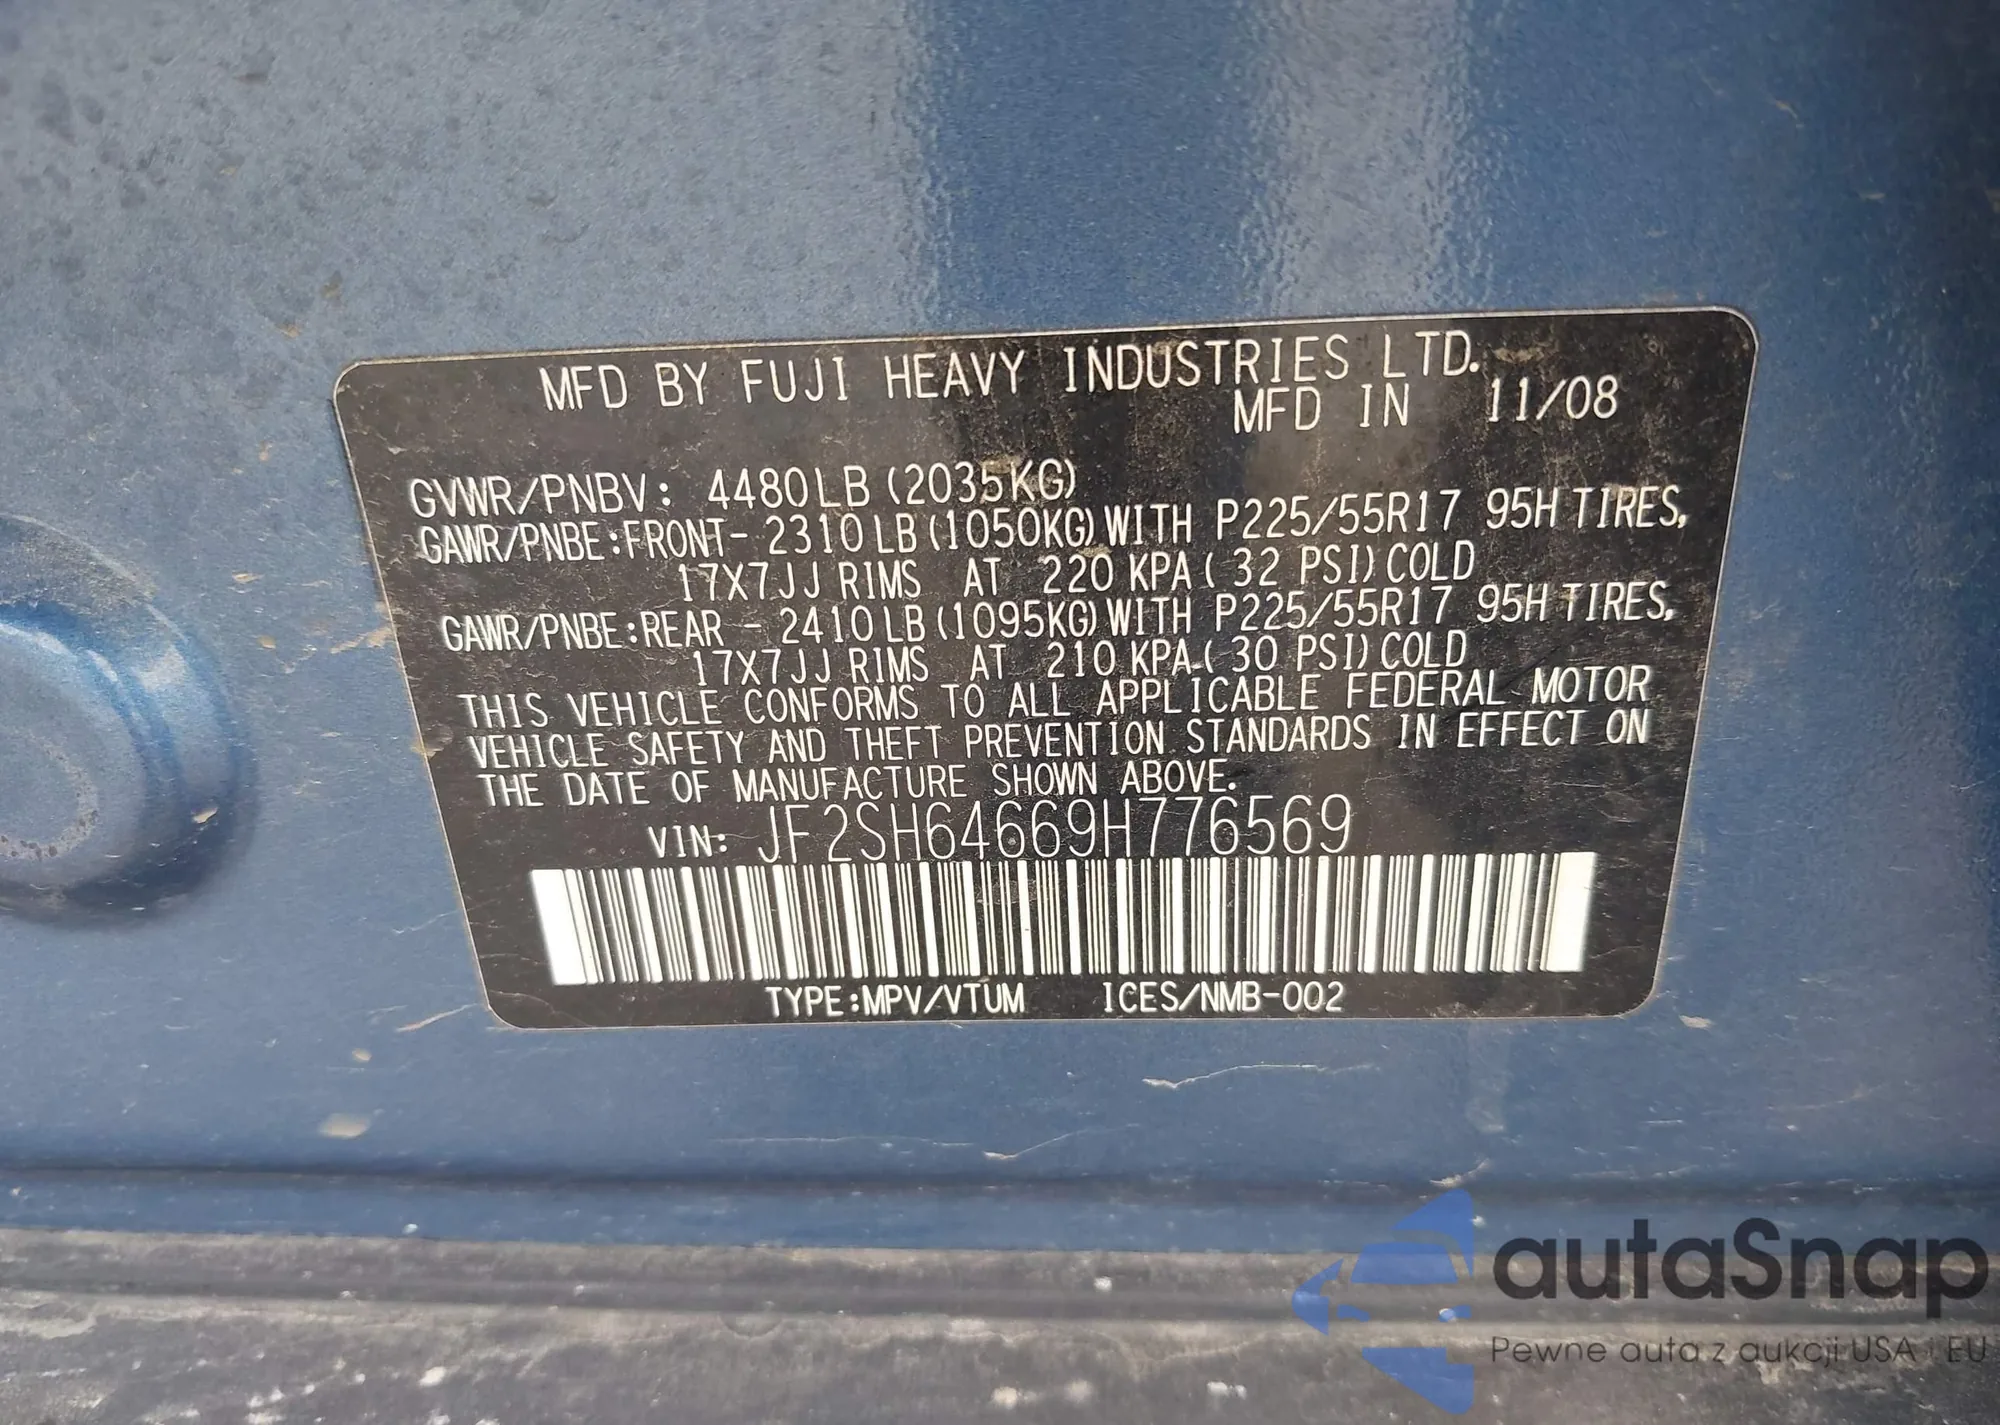 MFD BY FUJI HEAVY INDUSTRIES LTD.
MFD IN 11/08
GVWR/PNBV: 4480LB (2035KG)
GAWR/PNBE:FRONT- 2310LB (1050KG) WITH P225/55R17 95H TIRES,
17X7JJ RIMS AT 220 KPA ( 32 PSI) COLD
GAWR/PNBE:REAR - 2410LB (1095KG) WITH P225/55R17 95H TIRES,
17X7JJ RIMS AT 210 KPA ( 30 PSI) COLD
THIS VEHICLE CONFORMS TO ALL APPLICABLE FEDERAL MOTOR
VEHICLE SAFETY AND THEFT PREVENTION STANDARDS IN EFFECT ON
THE DATE OF MANUFACTURE SHOWN ABOVE.
VIN: JF2SH64669H776569
TYPE:MPV/VTUM ICES/NMB-002
autaSnap
Pewne auta z aukcji USA i EU